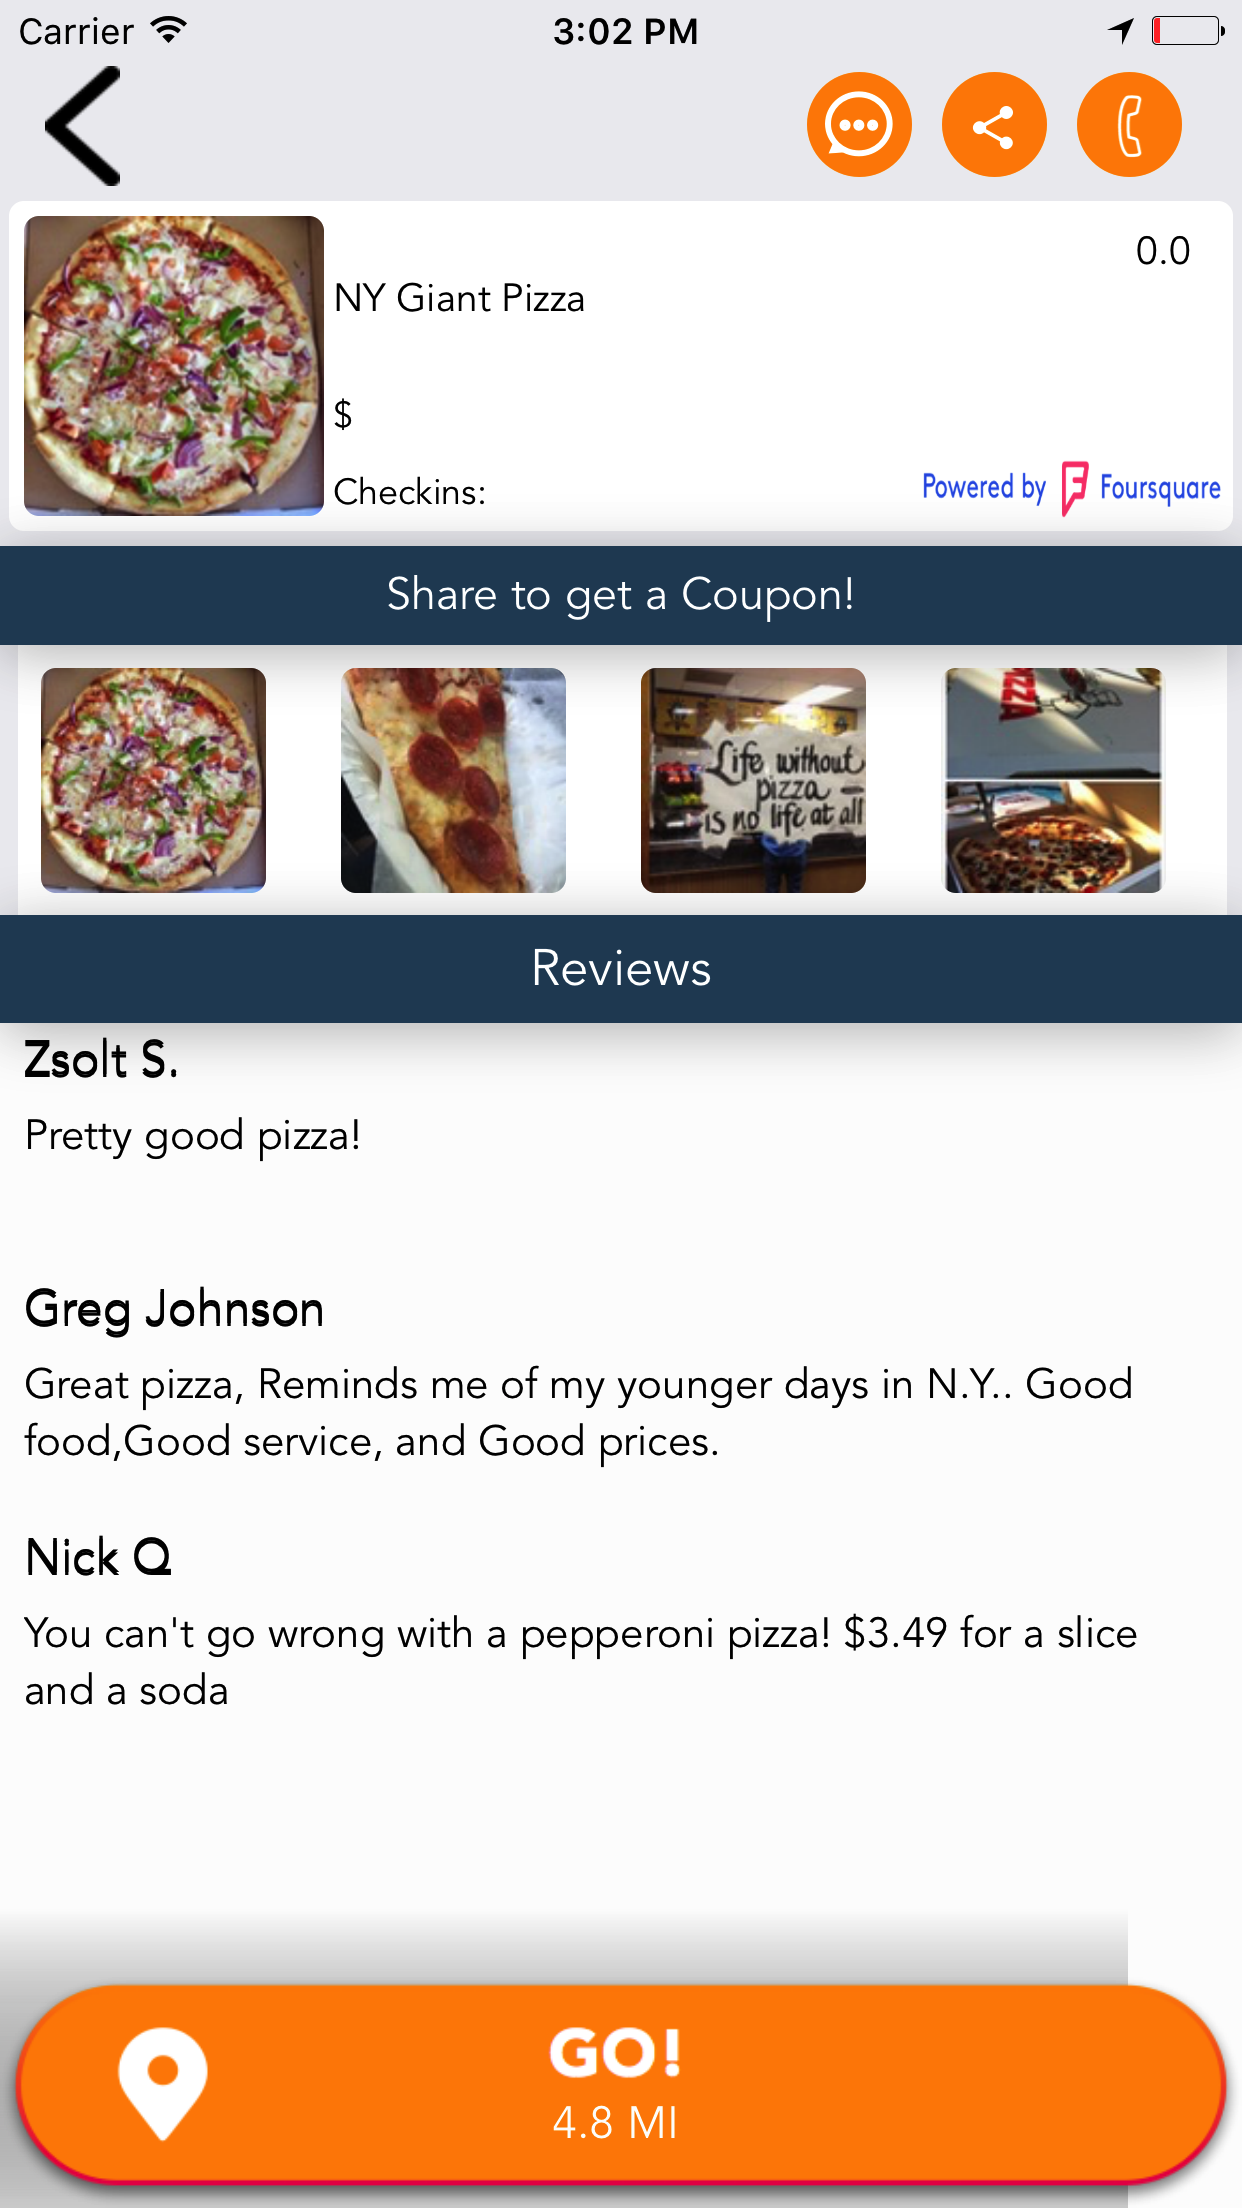 Carrier 3:02 PM
0.0
NY Giant Pizza
$
Checkins:
Powered by Foursquare
Share to get a Coupon!
PIZZA
Life without
pizza
is no life at all
Reviews
Zsolt S.
Pretty good pizza!
Greg Johnson
Great pizza, Reminds me of my younger days in N.Y.. Good
food,Good service, and Good prices.
Nick Q
You can't go wrong with a pepperoni pizza! $3.49 for a slice
and a soda
GO!
4.8 MI